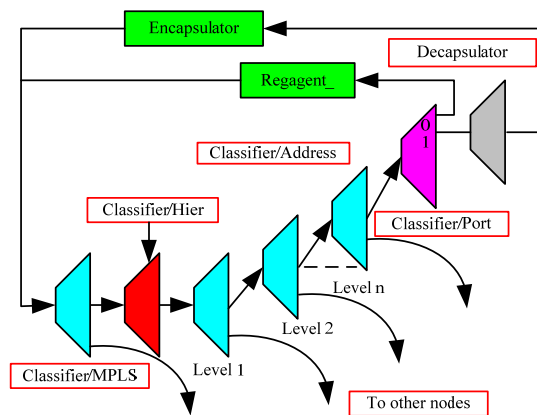 Encapsulator
Decapsulator
Regagent_
0
1
Classifier/Address
Classifier/Hier
Classifier/Port
Level n
Level 2
Level 1
Classifier/MPLS
To other nodes